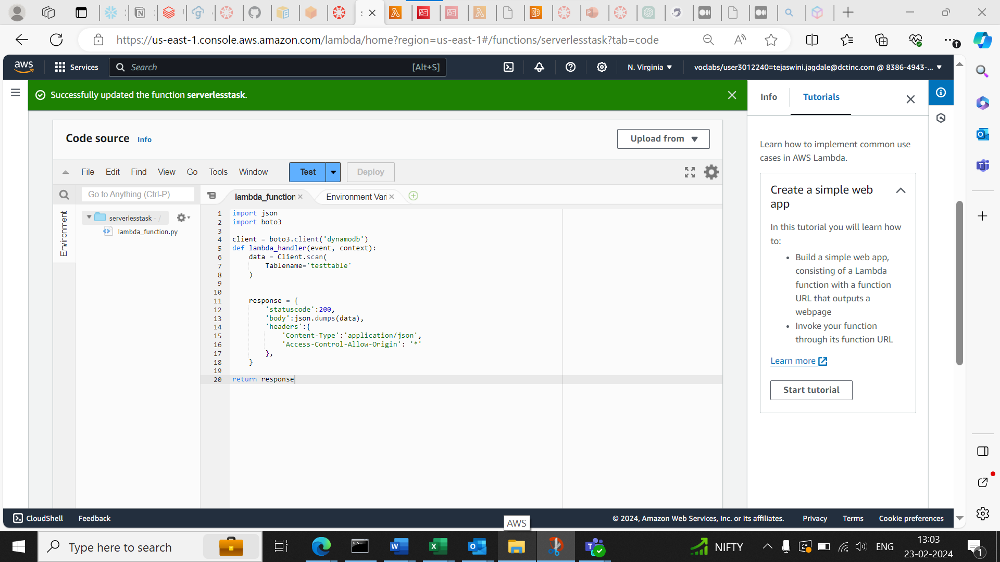 https://us-east-1.console.aws.amazon.com/lambda/home?region=us-east-1#/functions/serverlesstask?tab=code
aws
Services
Search
[Alt+S]
N. Virginia
voclabs/user3012240=tejaswini.jagdale@dctinc.com @ 8386-4943-...
Successfully updated the function serverlesstask.
Info
Tutorials
Code source Info
Upload from
File Edit Find View Go Tools Window
Test
Deploy
Go to Anything (Ctrl-P)
lambda_function
Environment Vari
Environment
serverlesstask - /
lambda_function.py
1 import json
2 import boto3
3
4 client = boto3.client('dynamodb')
5 def lambda_handler(event, context):
6 data = Client.scan(
7 Tablename='testtable'
8 )
9
10
11 response = {
12 'statuscode':200,
13 'body':json.dumps(data),
14 'headers':{
15 'Content-Type':'application/json',
16 'Access-Control-Allow-Origin': '*'
17 },
18 }
19
20 return response
Learn how to implement common use
cases in AWS Lambda.
Create a simple web
app
In this tutorial you will learn how
to:
• Build a simple web app,
consisting of a Lambda
function with a function
URL that outputs a
webpage
• Invoke your function
through its function URL
Learn more
Start tutorial
CloudShell
Feedback
AWS
© 2024, Amazon Web Services, Inc. or its affiliates.
Privacy
Terms
Cookie preferences
Type here to search
NIFTY
ENG
13:03
23-02-2024
1